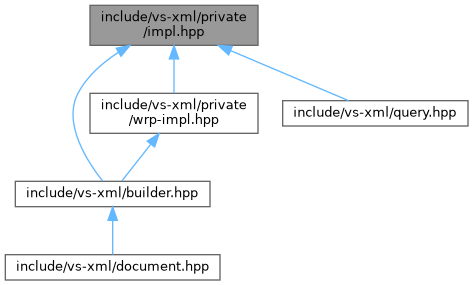 include/vs-xml/private
/impl.hpp
include/vs-xml/private
/wrp-impl.hpp
include/vs-xml/query.hpp
include/vs-xml/builder.hpp
include/vs-xml/document.hpp